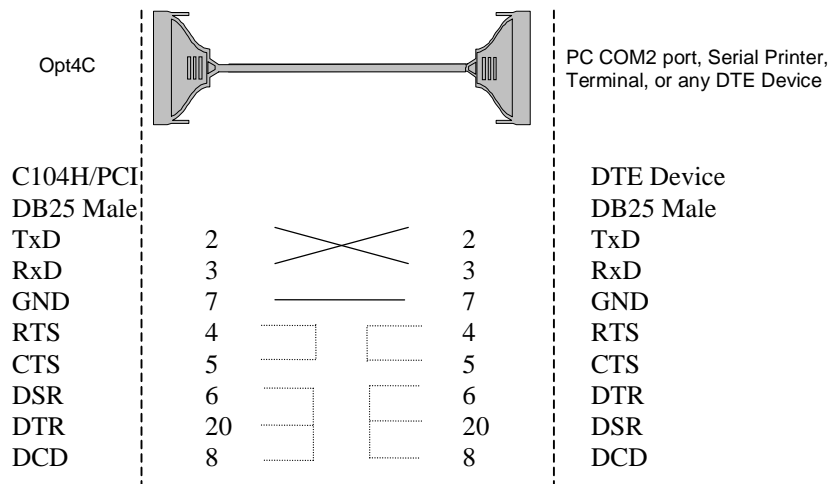 Opt4C PC COM2 port, Serial Printer,
Terminal, or any DTE Device
C104H/PCI DTE Device
DB25 Male DB25 Male
TxD 2 2 TxD
RxD 3 3 RxD
GND 7 7 GND
RTS 4 4 RTS
CTS 5 5 CTS
DSR 6 6 DTR
DTR 20 20 DSR
DCD 8 8 DCD